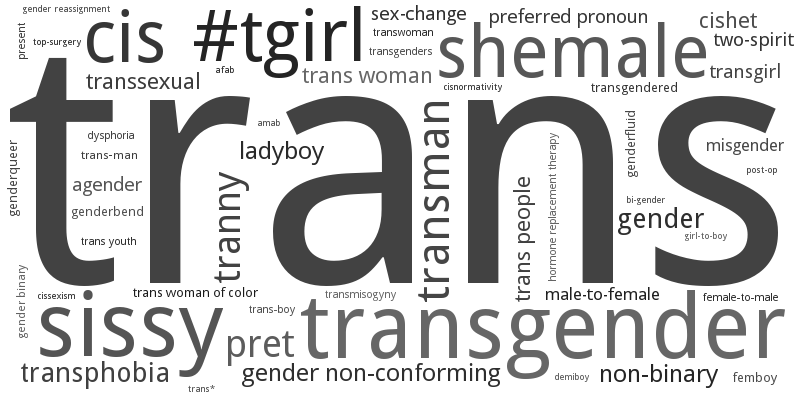 gender reassignment
cis
#tgirl
sex-change
preferred pronoun
cishet
present
top-surgery
transwoman
two-spirit
transgenders
shemale
afab
trans woman
transgirl
transsexual
cisnormativity
transgendered
trans
amab
dysphoria
ladyboy
genderfluid
misgender
genderqueer
trans-man
transman
hormone replacement therapy
post-op
agender
tranny
trans people
bi-gender
genderbend
gender
trans youth
girl-to-boy
gender binary
cissexism
trans woman of color
transmisogyny
male-to-female
female-to-male
sissy
trans-boy
transgender
pret
transphobia
gender non-conforming
demiboy
non-binary
femboy
trans*